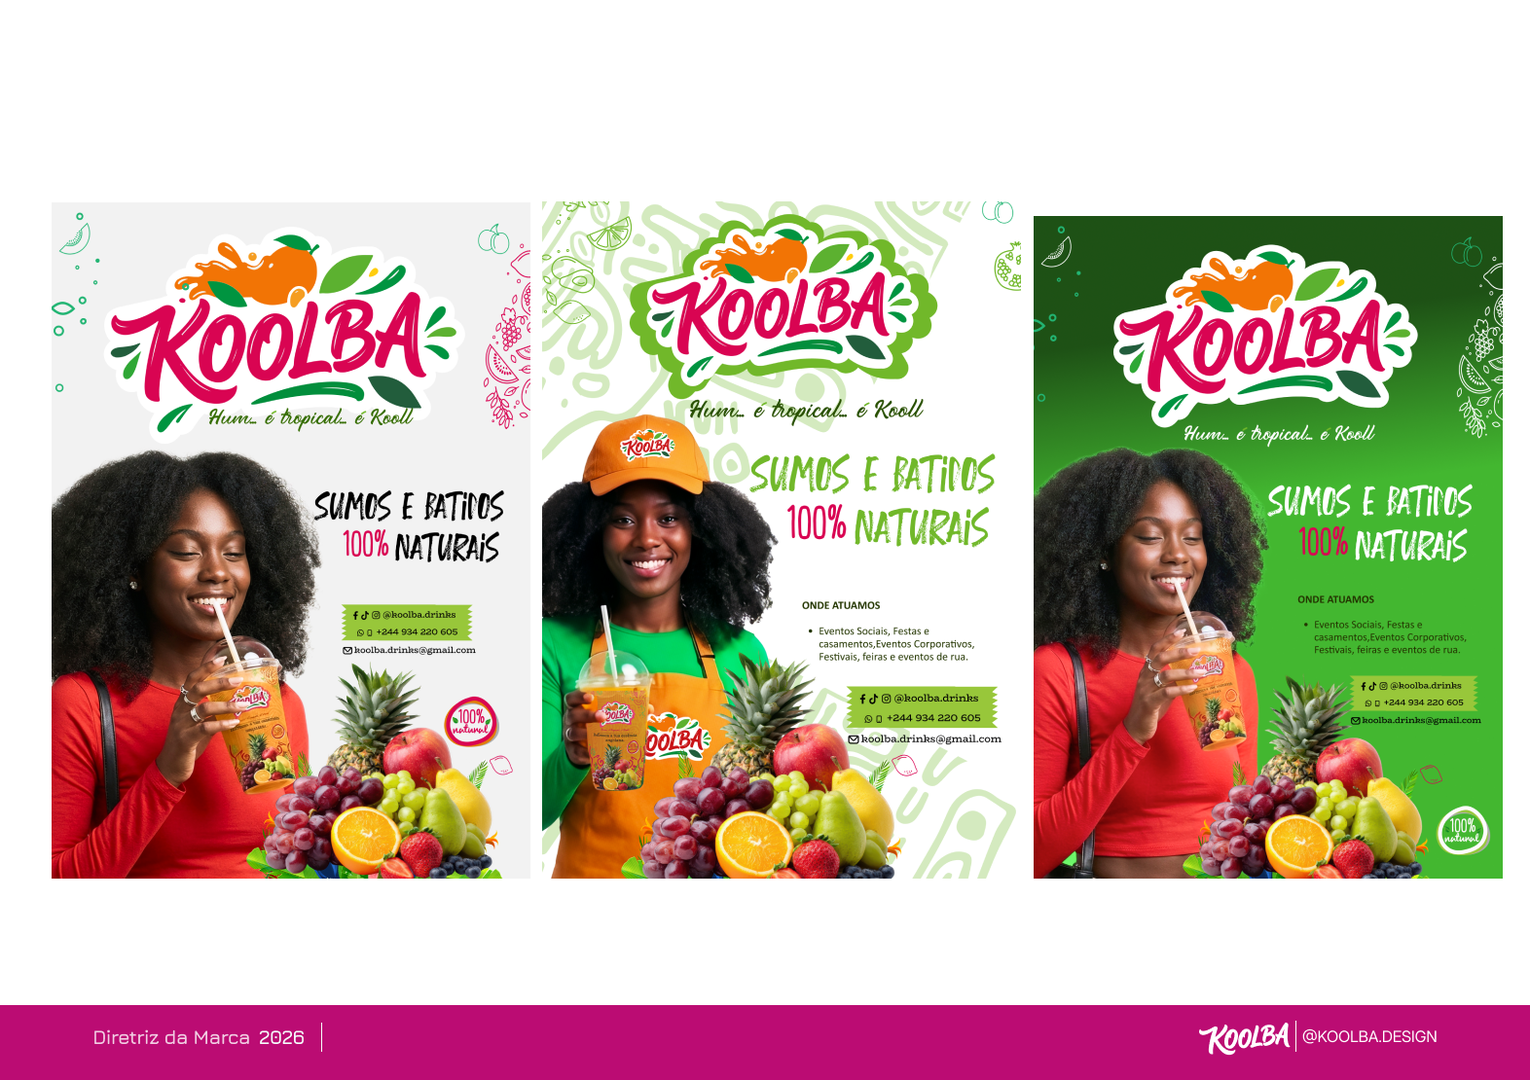 KOOLBA
Hum... é tropical... é Kooll
SUMOS E BATIDOS
100% NATURAIS
@koolba.drinks
+244 934 220 605
koolba.drinks@gmail.com
100%
natural
KOOLBA
KOOLBA
Hum... é tropical... é Kooll
KOOLBA
SUMOS E BATIDOS
100% NATURAIS
ONDE ATUAMOS
• Eventos Sociais, Festas e
casamentos,Eventos Corporativos,
Festivais, feiras e eventos de rua.
@koolba.drinks
+244 934 220 605
koolba.drinks@gmail.com
KOOLBA
KOOLBA
KOOLBA
Hum... é tropical... é Kooll
SUMOS E BATIDOS
100% NATURAIS
ONDE ATUAMOS
• Eventos Sociais, Festas e
casamentos,Eventos Corporativos,
Festivais, feiras e eventos de rua.
@koolba.drinks
+244 934 220 605
koolba.drinks@gmail.com
100%
natural
KOOLBA
Diretriz da Marca 2026
KOOLBA @KOOLBA.DESIGN